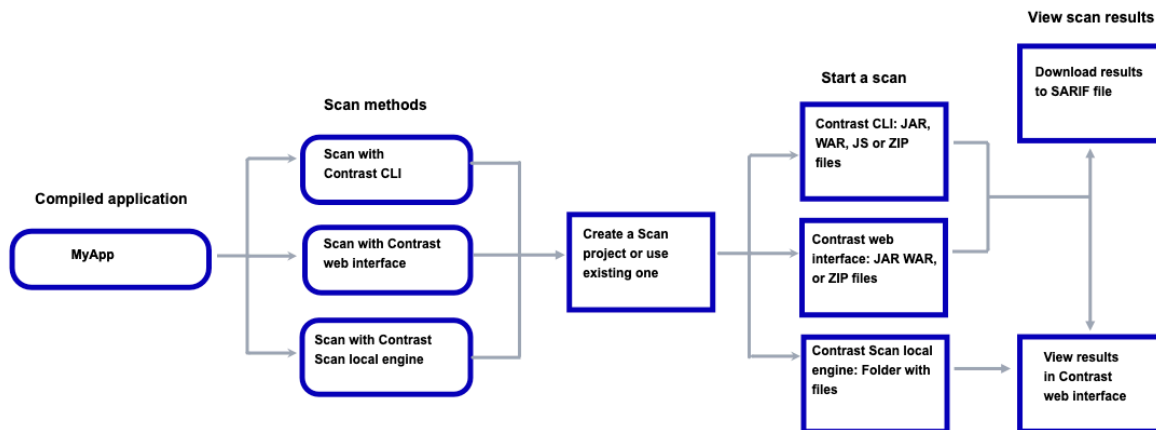 View scan results
Download results
to SARIF file
Start a scan
Scan methods
Contrast CLI: JAR,
WAR, JS or ZIP
files
Scan with
Contrast CLI
Compiled application
MyApp
Scan with Contrast
web interface
Create a Scan
project or use
existing one
Contrast web
interface: JAR WAR,
or ZIP files
Scan with Contrast
Scan local engine
Contrast Scan local
engine: Folder with
files
View results
in Contrast
web interface